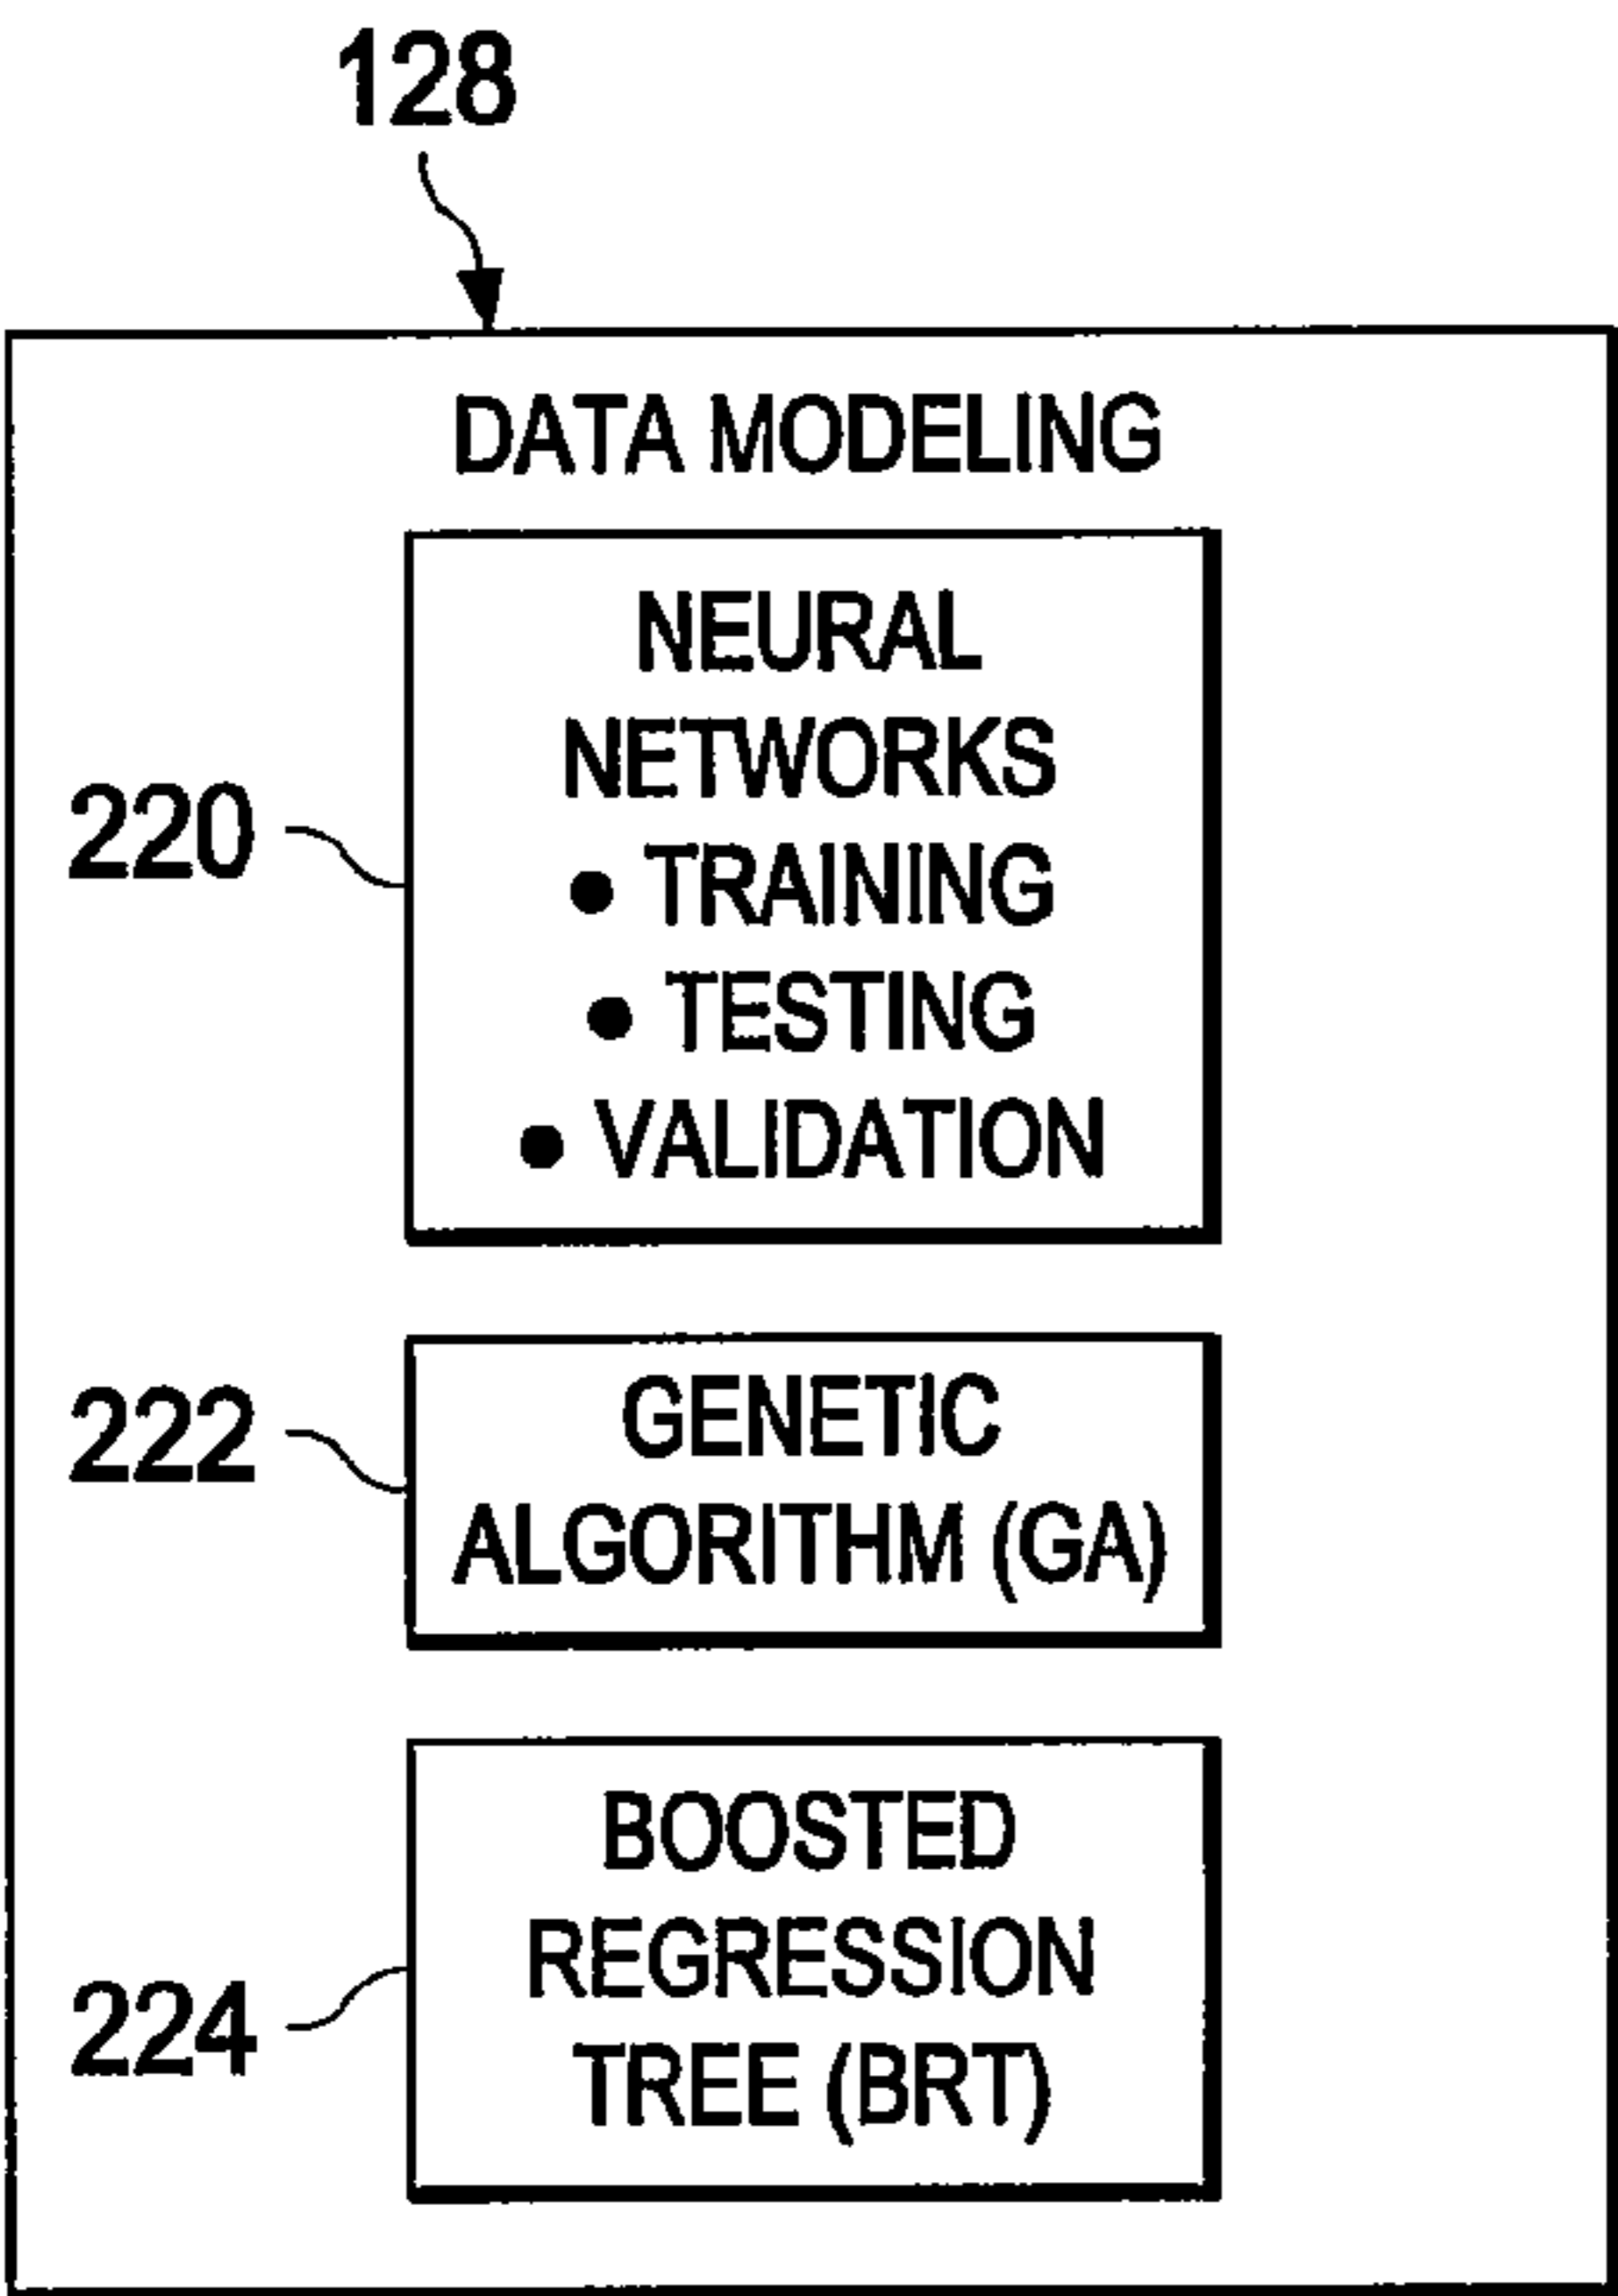 128
DATA MODELING
NEURAL
NETWORKS
220
● TRAINING
● TESTING
● VALIDATION
222
GENETIC
ALGORITHM (GA)
224
BOOSTED
REGRESSION
TREE (BRT)